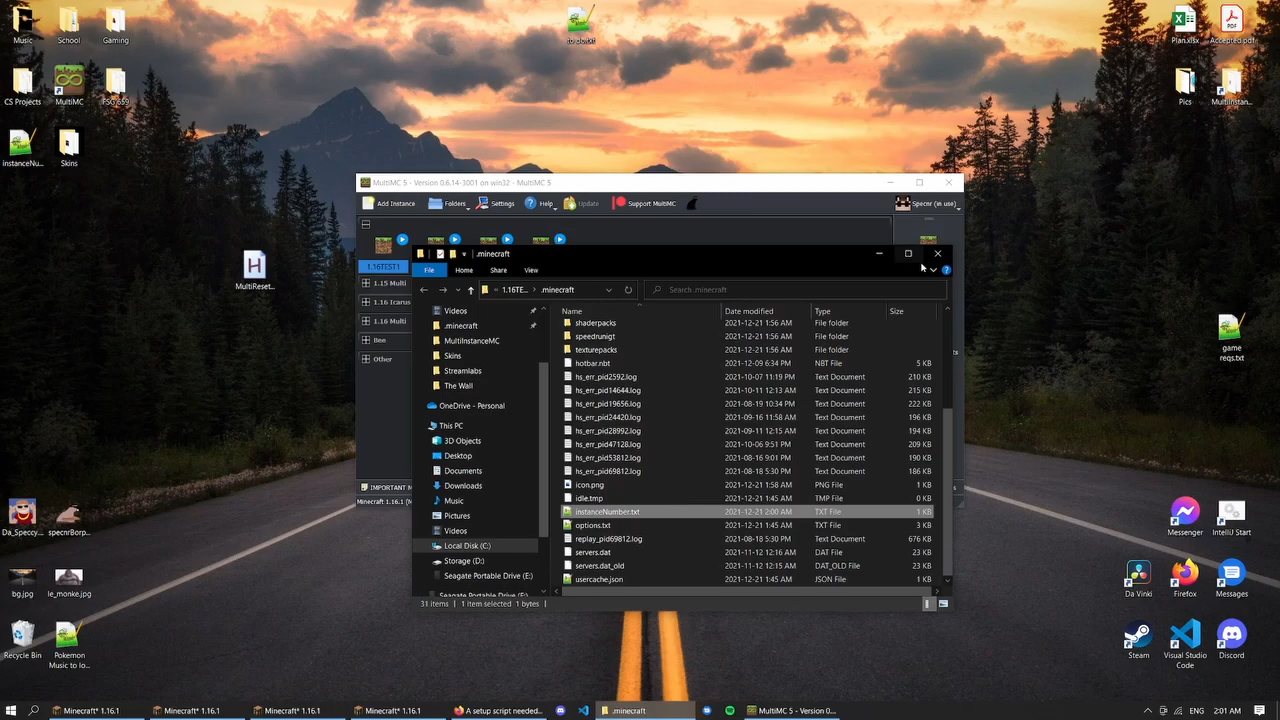 Music
School
Gaming
to do.txt
Plan.xlsx
Accepted.pdf
CS Projects
MultiMC
FSG 659
Pics
MultiInstan...
instanceNu...
Skins
MultiReset...
game
reqs.txt
MultiMC 5 - Version 0.6.14-3001 on win32 - MultiMC 5
Add Instance
Folders
Settings
Help
Update
Support MultiMC
Specnr (in use)
1.16TEST1
1.15 Multi
1.16 Icarus
1.16 Multi
Bee
Other
IMPORTANT M
Minecraft 1.16.1 (M
.minecraft
File
Home
Share
View
« 1.16TE... > .minecraft
Search .minecraft
Videos
.minecraft
MultiInstanceMC
Skins
Streamlabs
The Wall
OneDrive - Personal
This PC
3D Objects
Desktop
Documents
Downloads
Music
Pictures
Videos
Local Disk (C:)
Storage (D:)
Seagate Portable Drive (E:)
Seagate Portable Drive (E:)
Name Date modified Type Size
shaderpacks 2021-12-21 1:56 AM File folder
speedrunigt 2021-12-21 1:56 AM File folder
texturepacks 2021-12-21 1:56 AM File folder
hotbar.nbt 2021-12-09 6:34 PM NBT File 5 KB
hs_err_pid2592.log 2021-10-07 11:19 PM Text Document 210 KB
hs_err_pid14644.log 2021-10-11 12:13 AM Text Document 215 KB
hs_err_pid19656.log 2021-08-19 10:34 PM Text Document 222 KB
hs_err_pid24420.log 2021-09-16 11:58 AM Text Document 196 KB
hs_err_pid28992.log 2021-09-11 12:15 AM Text Document 194 KB
hs_err_pid47128.log 2021-10-06 9:51 PM Text Document 209 KB
hs_err_pid53812.log 2021-08-16 9:01 PM Text Document 190 KB
hs_err_pid69812.log 2021-08-18 5:30 PM Text Document 186 KB
icon.png 2021-12-21 1:58 AM PNG File 1 KB
idle.tmp 2021-12-21 1:45 AM TMP File 0 KB
instanceNumber.txt 2021-12-21 2:00 AM TXT File 1 KB
options.txt 2021-12-21 1:45 AM TXT File 3 KB
replay_pid69812.log 2021-08-18 5:30 PM Text Document 676 KB
servers.dat 2021-11-12 12:16 AM DAT File 23 KB
servers.dat_old 2021-11-12 12:15 AM DAT_OLD File 23 KB
usercache.json 2021-12-21 1:45 AM JSON File 1 KB
31 items 1 item selected 1 bytes
Da_Speccy...
specnrBorp...
bg.jpg
le_monke.jpg
Recycle Bin
Pokemon
Music to lo...
Messenger
IntelliJ Start
Da Vinki
Firefox
Messages
Steam
Visual Studio
Code
Discord
Minecraft* 1.16.1
Minecraft* 1.16.1
Minecraft* 1.16.1
Minecraft* 1.16.1
A setup script needed...
.minecraft
MultiMC 5 - Version 0...
ENG
2:01 AM